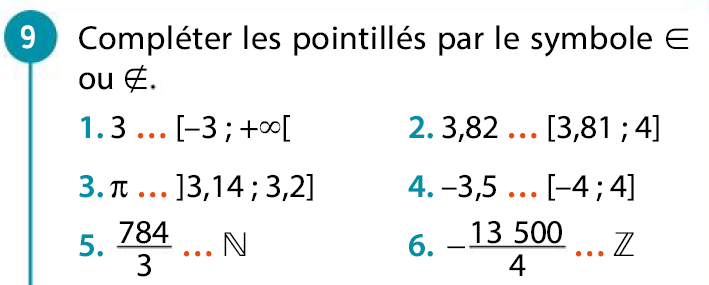 9 Compléter les pointillés par le symbole ∈
ou ∉.
1. 3 ... [–3 ; +∞[ 2. 3,82 ... [3,81 ; 4]
3. π ... ]3,14 ; 3,2] 4. –3,5 ... [–4 ; 4]
5. 784/3 ... ℕ 6. –13 500/4 ... ℤ